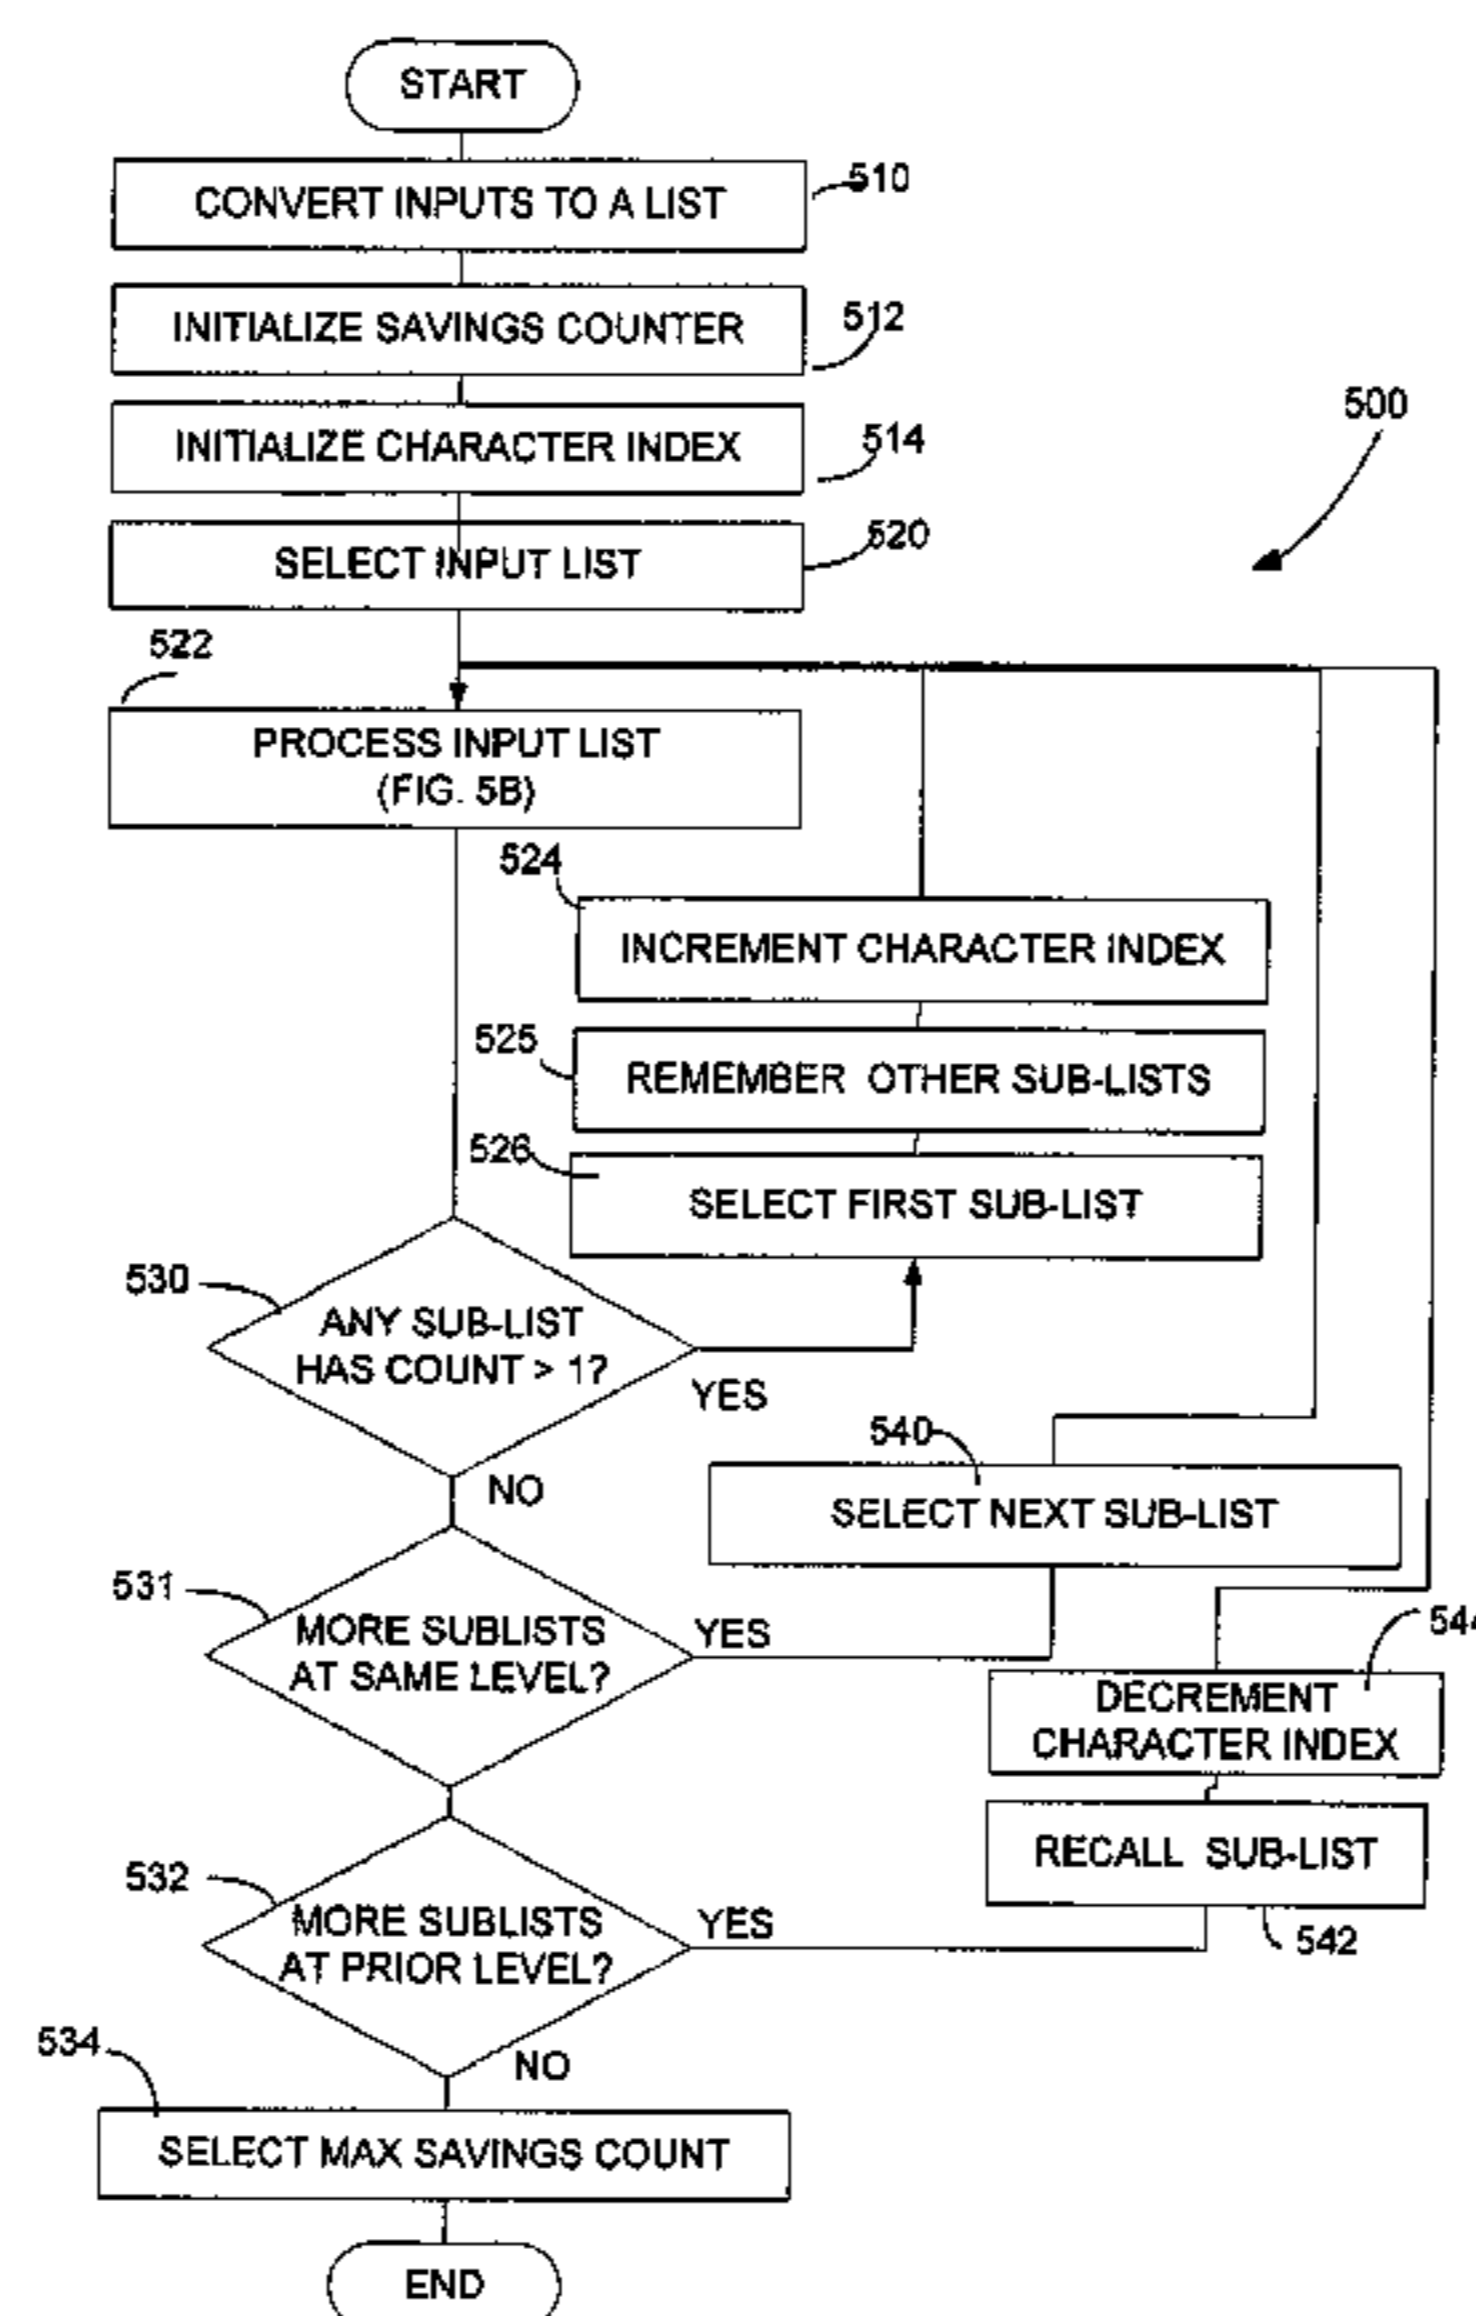 START
CONVERT INPUTS TO A LIST
510
INITIALIZE SAVINGS COUNTER
512
INITIALIZE CHARACTER INDEX
514
500
SELECT INPUT LIST
520
522
PROCESS INPUT LIST
(FIG. 5B)
524
INCREMENT CHARACTER INDEX
525
REMEMBER OTHER SUB-LISTS
526
SELECT FIRST SUB-LIST
530
ANY SUB-LIST
HAS COUNT > 1?
YES
NO
540
SELECT NEXT SUB-LIST
531
MORE SUBLISTS
AT SAME LEVEL?
YES
544
DECREMENT
CHARACTER INDEX
RECALL SUB-LIST
542
532
MORE SUBLISTS
AT PRIOR LEVEL?
YES
NO
534
SELECT MAX SAVINGS COUNT
END